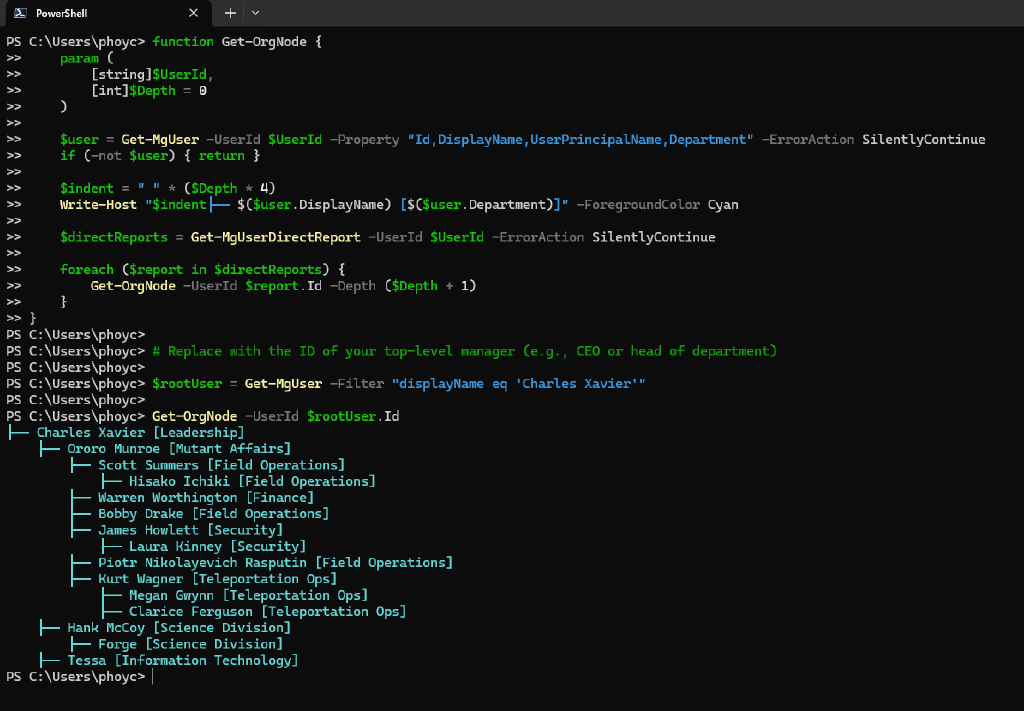 PowerShell
PS C:\Users\phoyc> function Get-OrgNode {
>>     param (
>>         [string]$UserId,
>>         [int]$Depth = 0
>>     )
>>
>>     $user = Get-MgUser -UserId $UserId -Property "Id,DisplayName,UserPrincipalName,Department" -ErrorAction SilentlyContinue
>>     if (-not $user) { return }
>>
>>     $indent = " " * ($Depth * 4)
>>     Write-Host "$indent├── $($user.DisplayName) [$($user.Department)]" -ForegroundColor Cyan
>>
>>     $directReports = Get-MgUserDirectReport -UserId $UserId -ErrorAction SilentlyContinue
>>
>>     foreach ($report in $directReports) {
>>         Get-OrgNode -UserId $report.Id -Depth ($Depth + 1)
>>     }
>> }
PS C:\Users\phoyc>
PS C:\Users\phoyc> # Replace with the ID of your top-level manager (e.g., CEO or head of department)
PS C:\Users\phoyc>
PS C:\Users\phoyc> $rootUser = Get-MgUser -Filter "displayName eq 'Charles Xavier'"
PS C:\Users\phoyc>
PS C:\Users\phoyc> Get-OrgNode -UserId $rootUser.Id
├── Charles Xavier [Leadership]
    ├── Ororo Munroe [Mutant Affairs]
        ├── Scott Summers [Field Operations]
            ├── Hisako Ichiki [Field Operations]
        ├── Warren Worthington [Finance]
        ├── Bobby Drake [Field Operations]
        ├── James Howlett [Security]
            ├── Laura Kinney [Security]
        ├── Piotr Nikolayevich Rasputin [Field Operations]
        ├── Kurt Wagner [Teleportation Ops]
            ├── Megan Gwynn [Teleportation Ops]
            ├── Clarice Ferguson [Teleportation Ops]
    ├── Hank McCoy [Science Division]
        ├── Forge [Science Division]
    ├── Tessa [Information Technology]
PS C:\Users\phoyc>